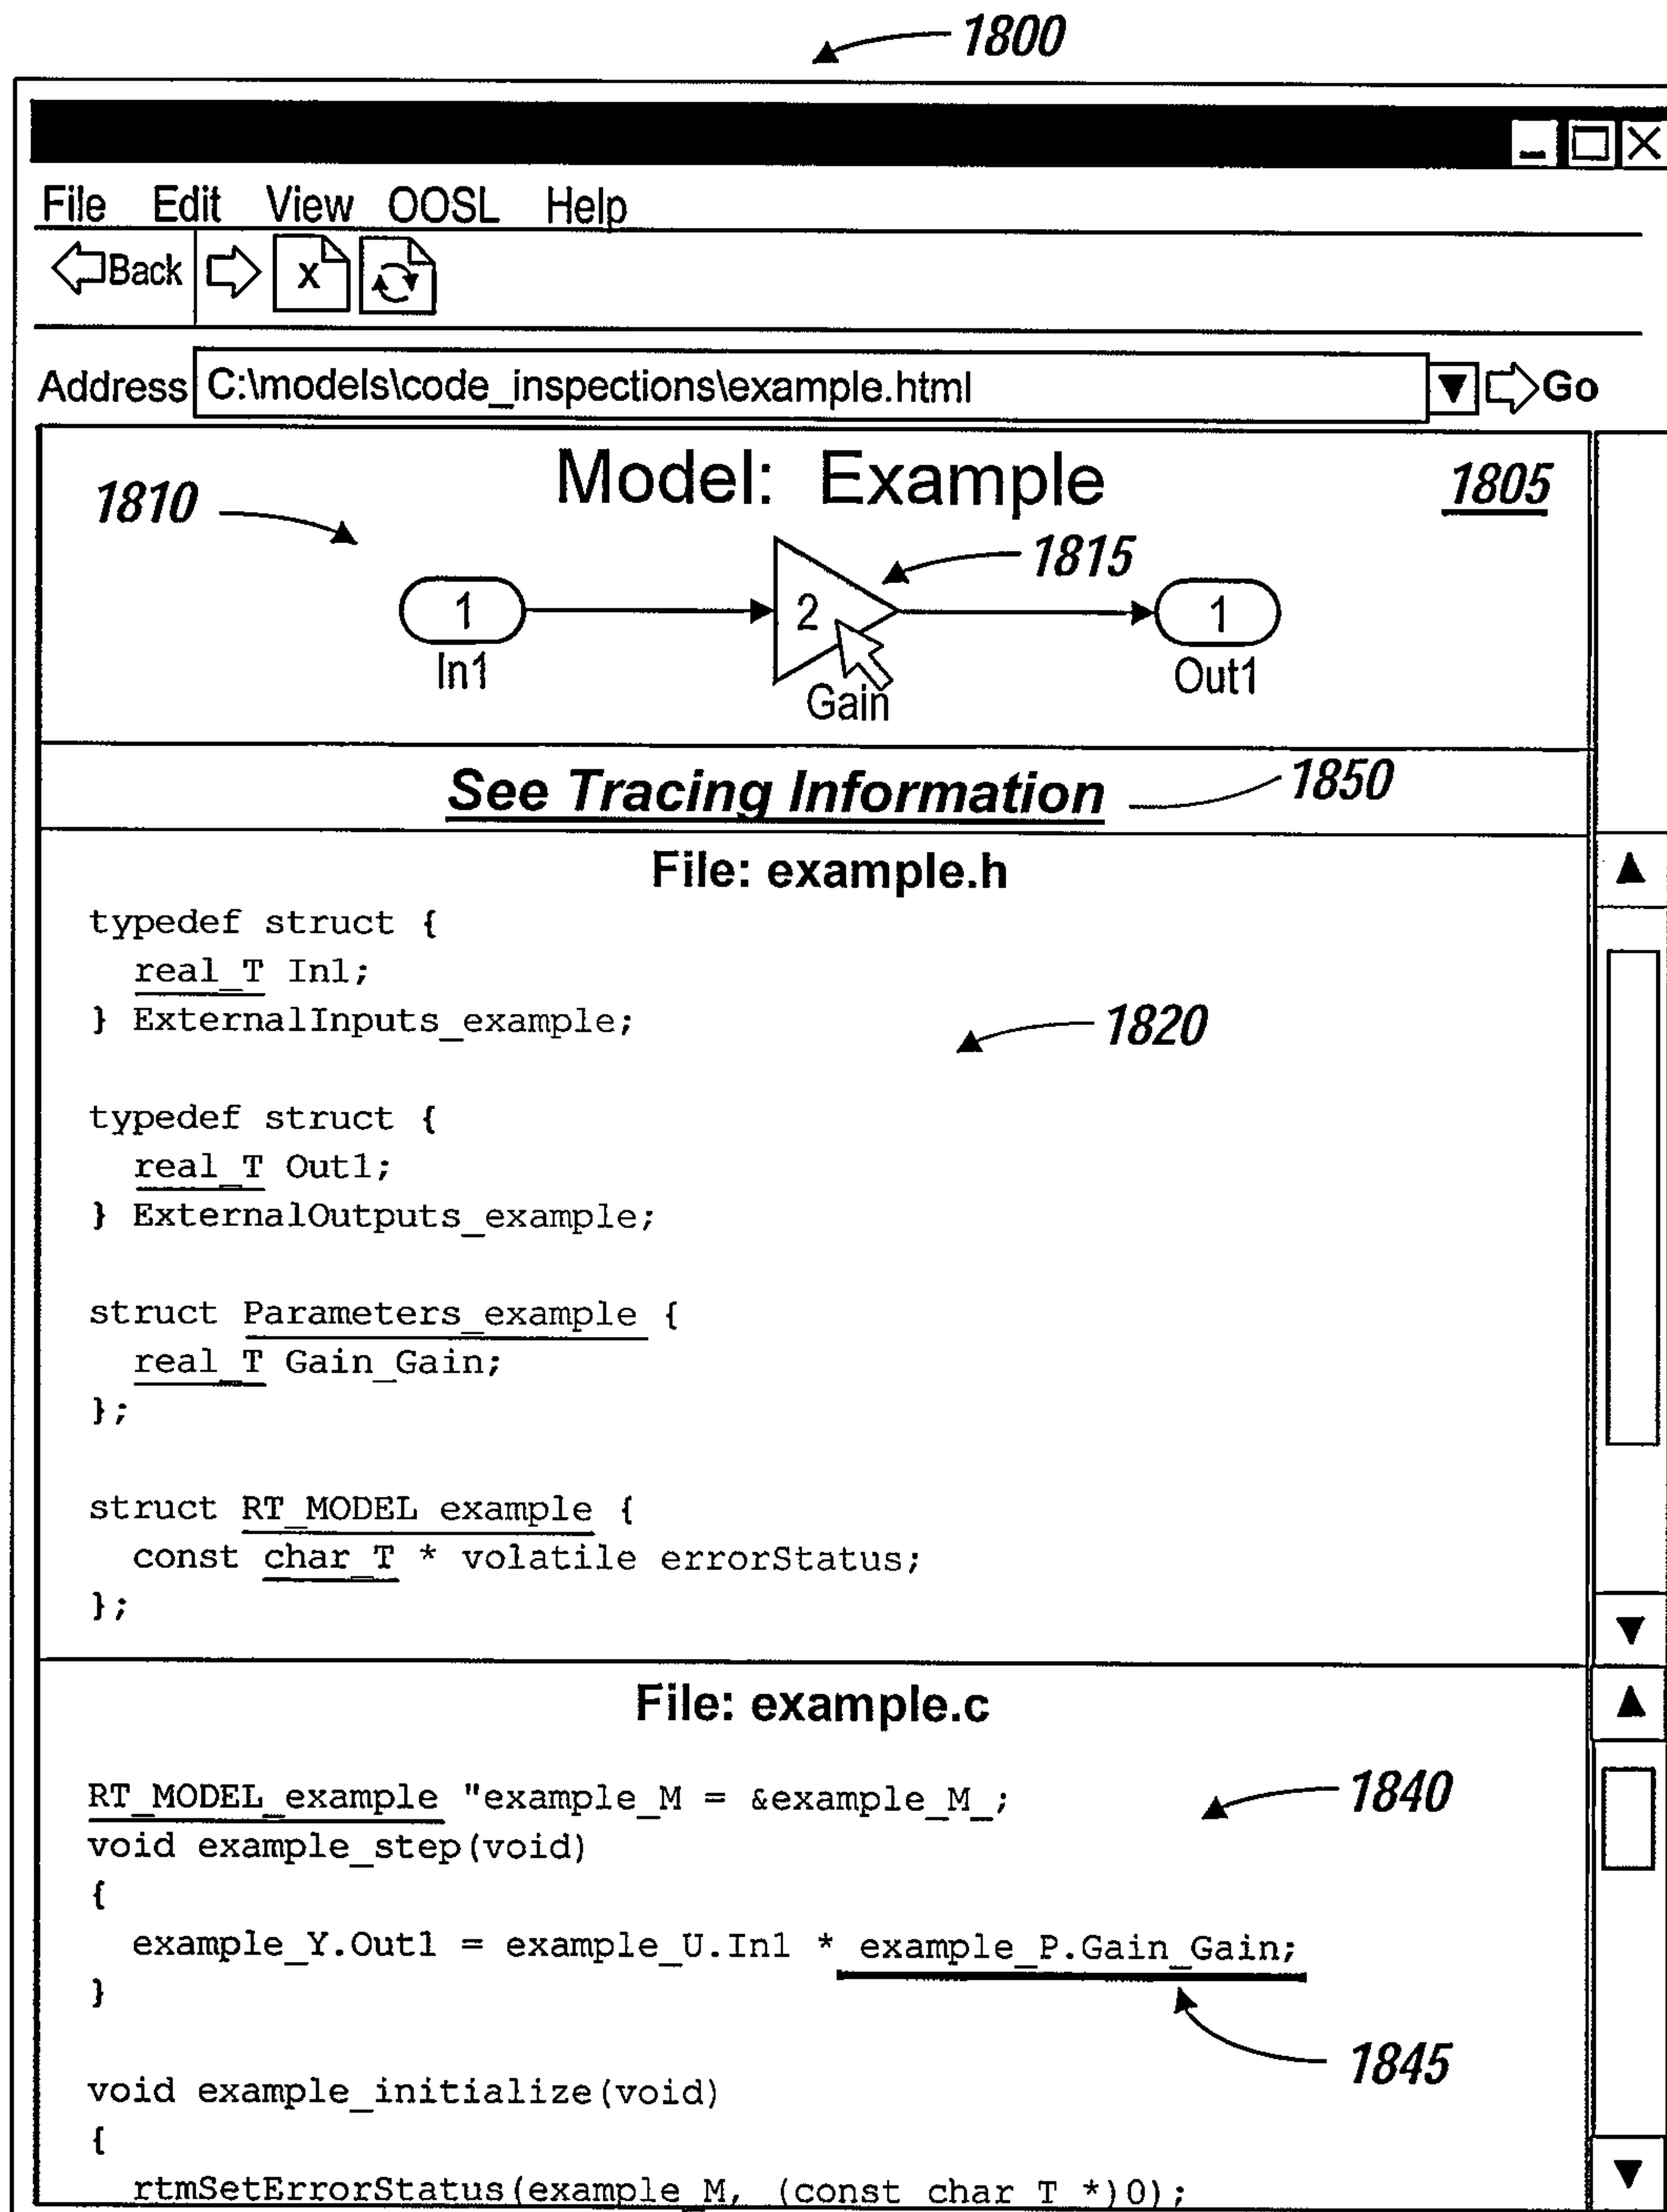 1800
File Edit View OOSL Help
Back X
Address C:\models\code_inspections\example.html Go
Model: Example 1805
1810
1815
1 2 1
In1 Gain Out1
See Tracing Information 1850
File: example.h
typedef struct {
real_T In1;
} ExternalInputs_example;
1820
typedef struct {
real_T Out1;
} ExternalOutputs_example;
struct Parameters_example {
real_T Gain_Gain;
};
struct RT_MODEL example {
const char_T * volatile errorStatus;
};
File: example.c
RT_MODEL_example "example_M = &example_M_; 1840
void example_step(void)
{
example_Y.Out1 = example_U.In1 * example_P.Gain_Gain;
}
1845
void example_initialize(void)
{
rtmSetErrorStatus(example_M, (const char_T *)0);